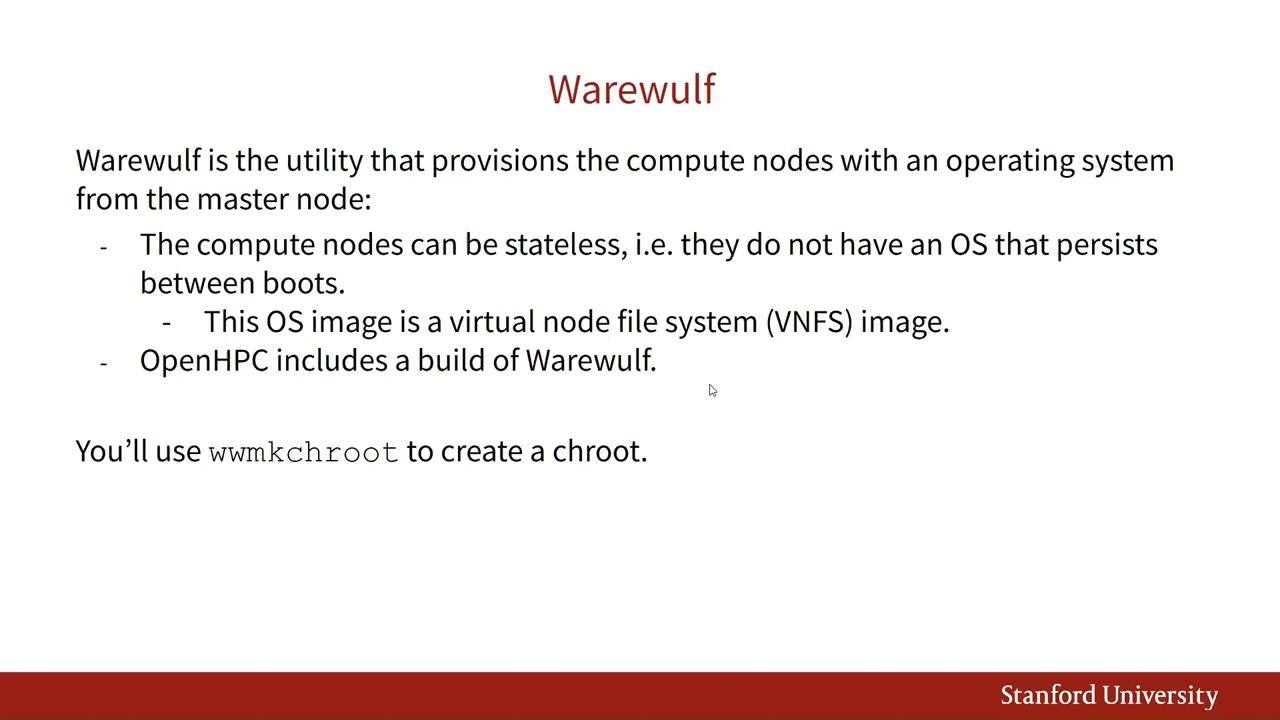 Warewulf
Warewulf is the utility that provisions the compute nodes with an operating system
from the master node:
- The compute nodes can be stateless, i.e. they do not have an OS that persists
between boots.
- This OS image is a virtual node file system (VNFS) image.
- OpenHPC includes a build of Warewulf.
You’ll use wwmkchroot to create a chroot.
Stanford University